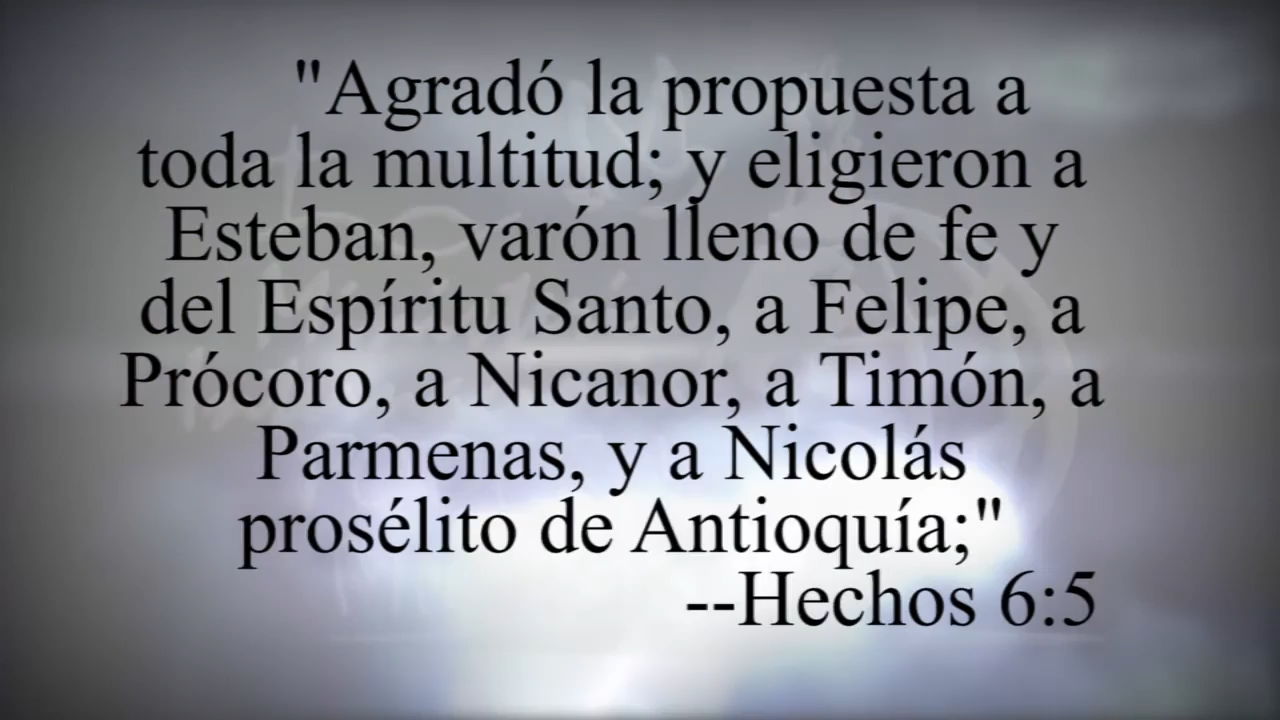 "Agradó la propuesta a
toda la multitud; y eligieron a
Esteban, varón lleno de fe y
del Espíritu Santo, a Felipe, a
Prócoro, a Nicanor, a Timón, a
Parmenas, y a Nicolás
prosélito de Antioquía;"
--Hechos 6:5